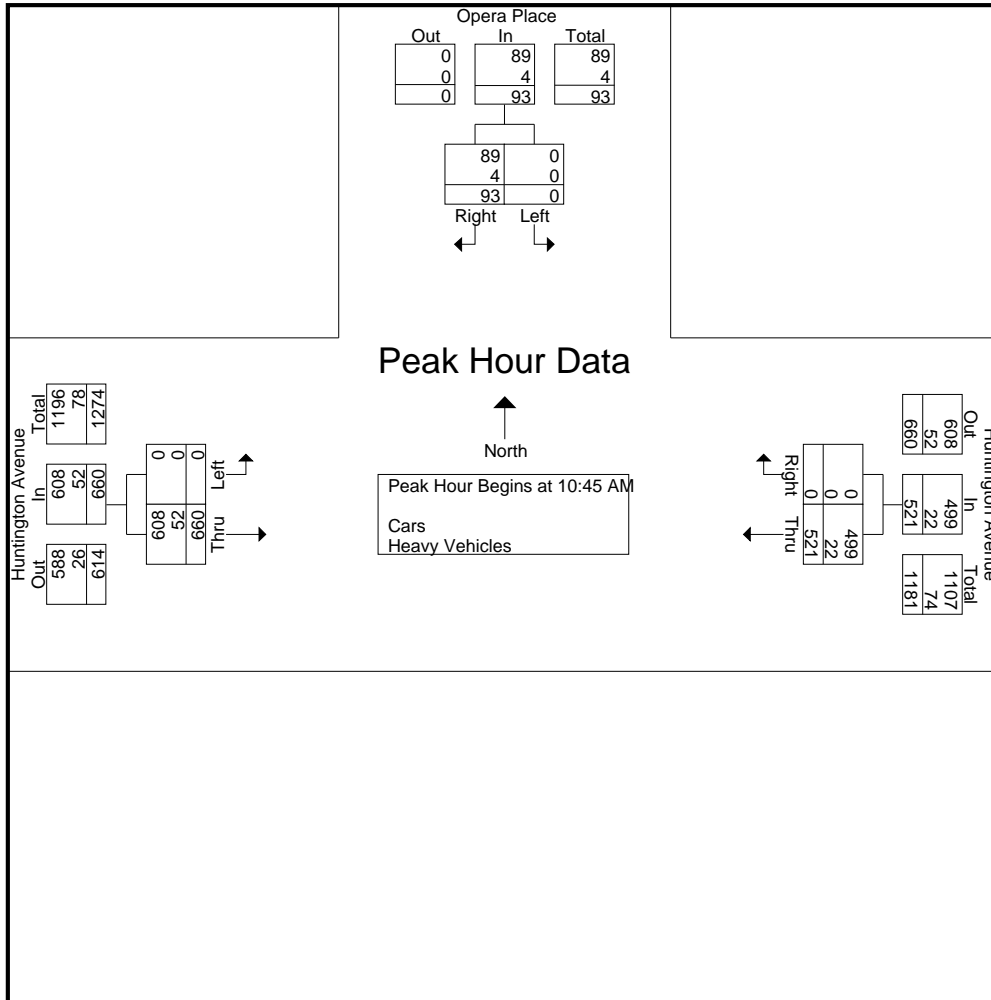 Opera Place
Out In Total
0 89 89
0 4 4
0 93 93
89 0
4 0
93 0
Right Left
Peak Hour Data
North
Peak Hour Begins at 10:45 AM
Cars
Heavy Vehicles
Huntington Avenue
Total In Out
1196 608 588
78 52 26
1274 660 614
Left Thru
0 608
0 52
0 660
Huntington Avenue
Out In Total
608 499 1107
52 22 74
660 521 1181
Right Thru
0 499
0 22
0 521